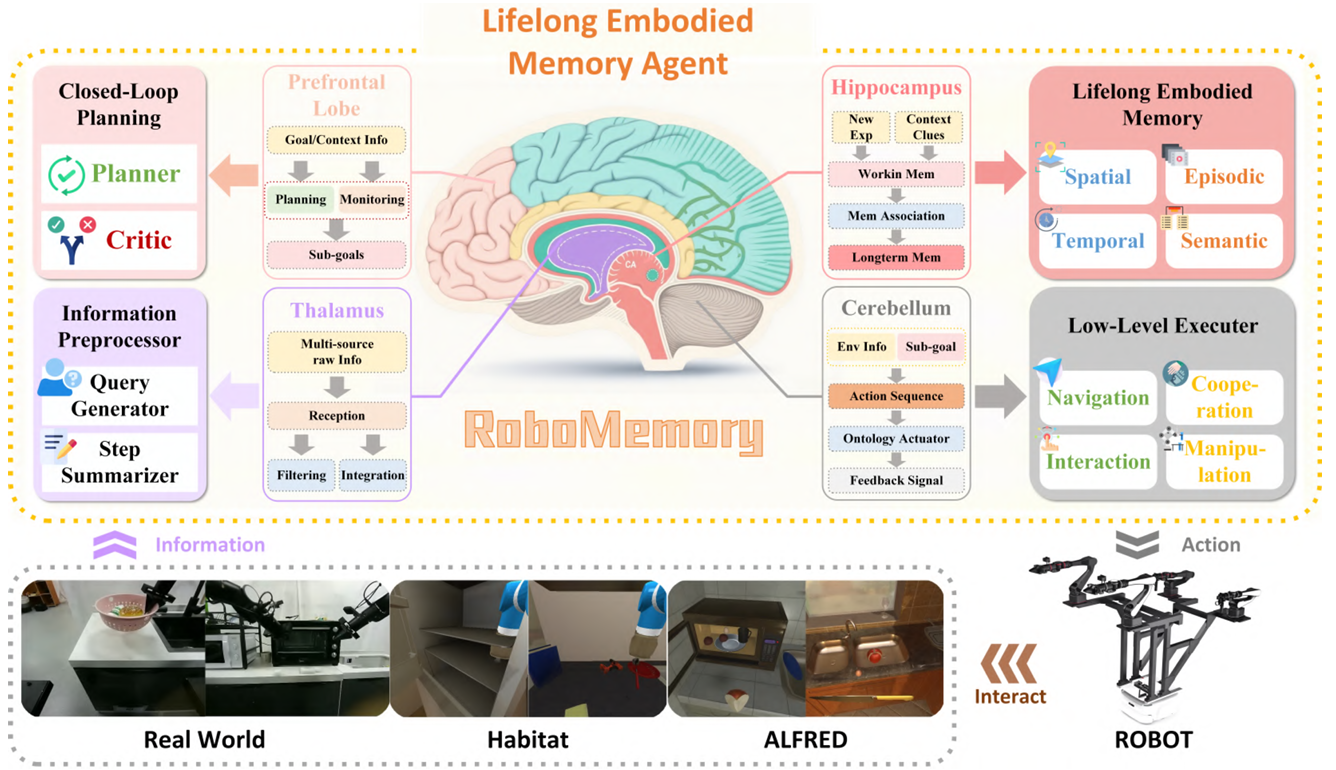 Lifelong Embodied
Memory Agent
Closed-Loop
Planning
Planner
Critic
Prefrontal
Lobe
Goal/Context Info
Planning
Monitoring
Sub-goals
Hippocampus
New
Exp
Context
Clues
Workin Mem
Mem Association
Longterm Mem
Lifelong Embodied
Memory
Spatial
Episodic
Temporal
Semantic
CA
Information
Preprocessor
Query
Generator
Step
Summarizer
Thalamus
Multi-source
raw Info
Reception
Filtering
Integration
RoboMemory
Cerebellum
Env Info
Sub-goal
Action Sequence
Ontology Actuator
Feedback Signal
Low-Level Executer
Navigation
Coope-
ration
Interaction
Manipu-
lation
Information
Action
Interact
Real World
Habitat
ALFRED
ROBOT